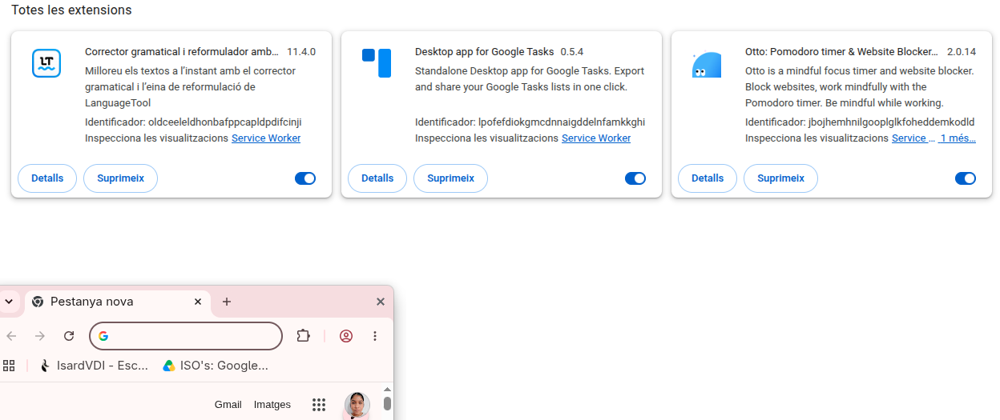 Totes les extensions
Corrector gramatical i reformulador amb... 11.4.0
Milloreu els textos a l'instant amb el corrector
gramatical i l'eina de reformulació de
LanguageTool
Identificador: oldceeleldhonbafppcapldpdifcinji
Inspecciona les visualitzacions Service Worker
Detalls Suprimeix
Desktop app for Google Tasks 0.5.4
Standalone Desktop app for Google Tasks. Export
and share your Google Tasks lists in one click.
Identificador: lpofefdiokgmcdnnaigddelnfamkkghi
Inspecciona les visualitzacions Service Worker
Detalls Suprimeix
Otto: Pomodoro timer & Website Blocker... 2.0.14
Otto is a mindful focus timer and website blocker.
Block websites, work mindfully with the
Pomodoro timer. Be mindful while working.
Identificador: jbojhemhnilgooplglkfoheddemkodld
Inspecciona les visualitzacions Service ... 1 més...
Detalls Suprimeix
Pestanya nova
IsardVDI - Esc... ISO's: Google...
Gmail Imatges